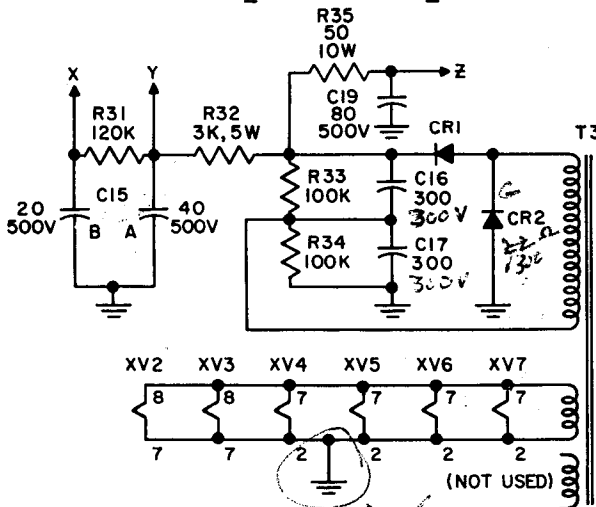 R35
50
10W
X
Y
Z
R31
120K
R32
3K, 5W
C19
80
500V
CR1
T3
R33
100K
C16
300
300V
G
CR2
20
500V
C15
B
A
40
500V
R34
100K
C17
300
300V
XV2
XV3
XV4
XV5
XV6
XV7
8
8
7
7
7
7
7
7
2
2
2
2
(NOT USED)